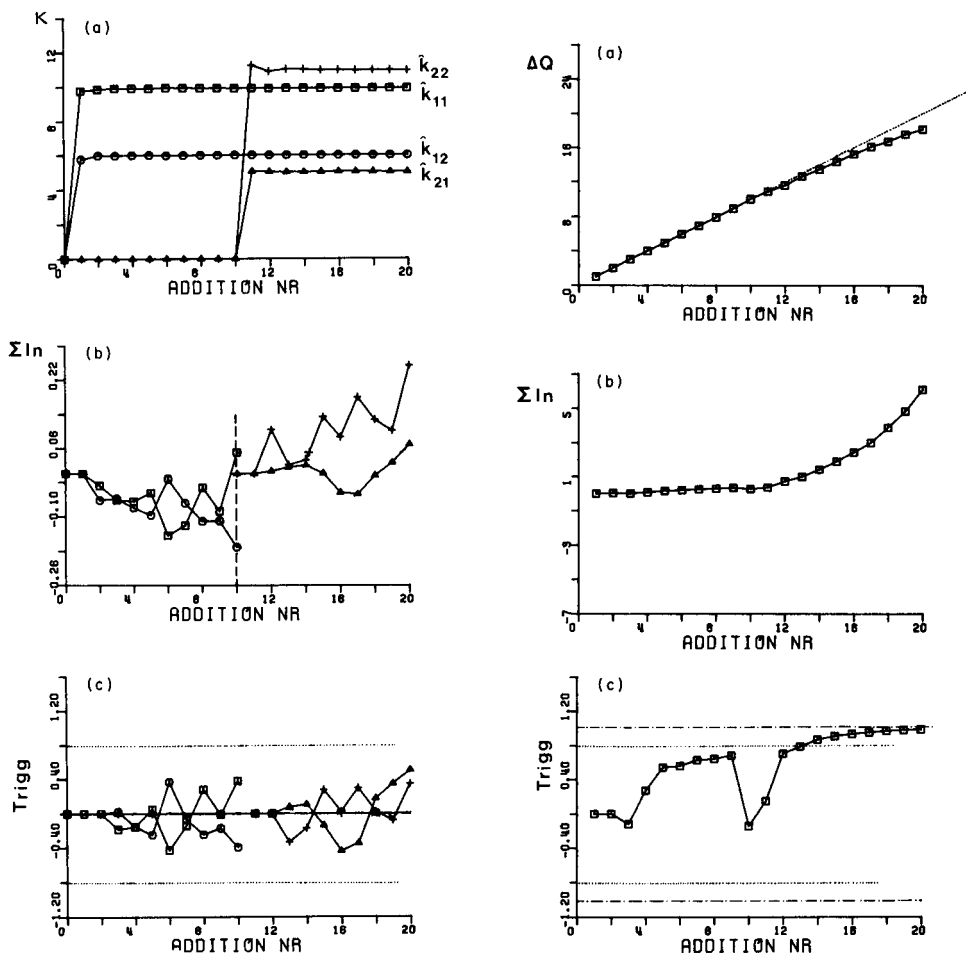 K
(a)
12
8
4
0
k̂22
k̂11
k̂12
k̂21
0 4 8 12 16 20
ADDITION NR
ΔQ
(a)
24
16
8
0
0 4 8 12 16 20
ADDITION NR
Σln
(b)
0.22
0.06
-0.10
-0.26
0 4 8 12 16 20
ADDITION NR
Σln
(b)
5
1
-3
-7
0 4 8 12 16 20
ADDITION NR
Trigg
(c)
1.20
0.40
-0.40
-1.20
0 4 8 12 16 20
ADDITION NR
Trigg
(c)
1.20
0.40
-0.40
-1.20
0 4 8 12 16 20
ADDITION NR